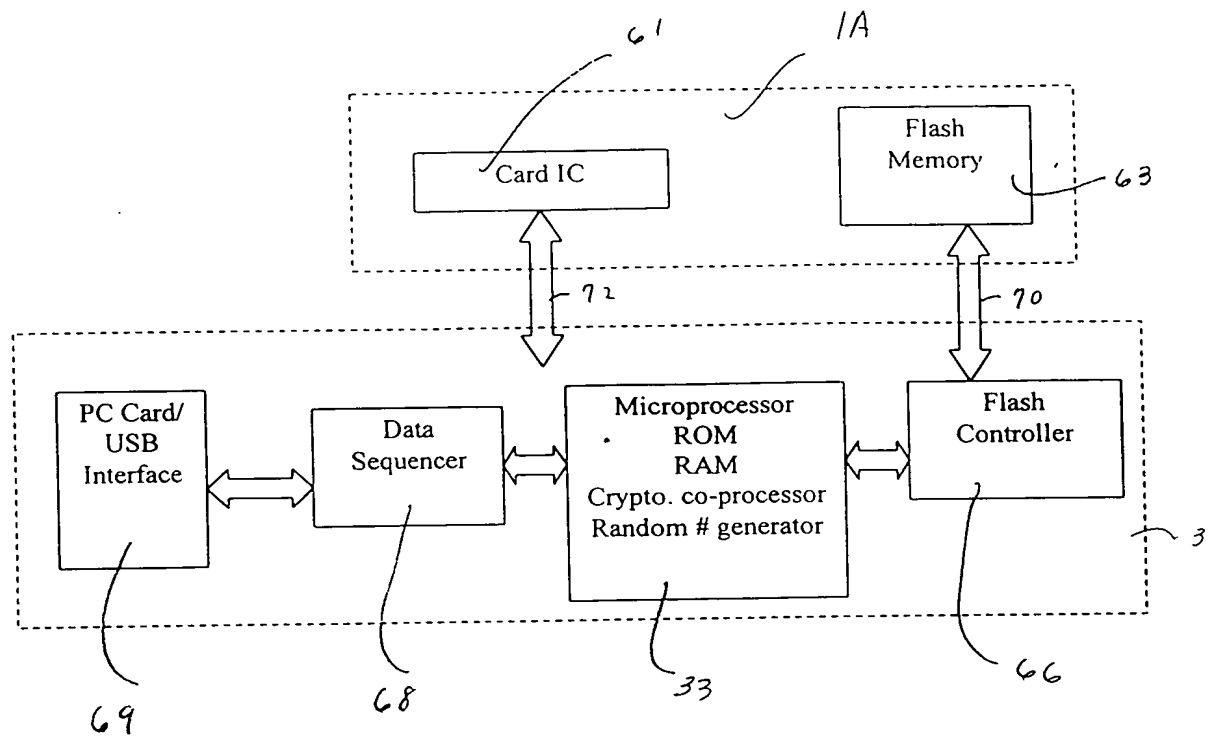 61
1A
Card IC
Flash
Memory
63
72
70
PC Card/
USB
Interface
Data
Sequencer
Microprocessor
ROM
RAM
Crypto. co-processor
Random # generator
Flash
Controller
3
69
68
33
66